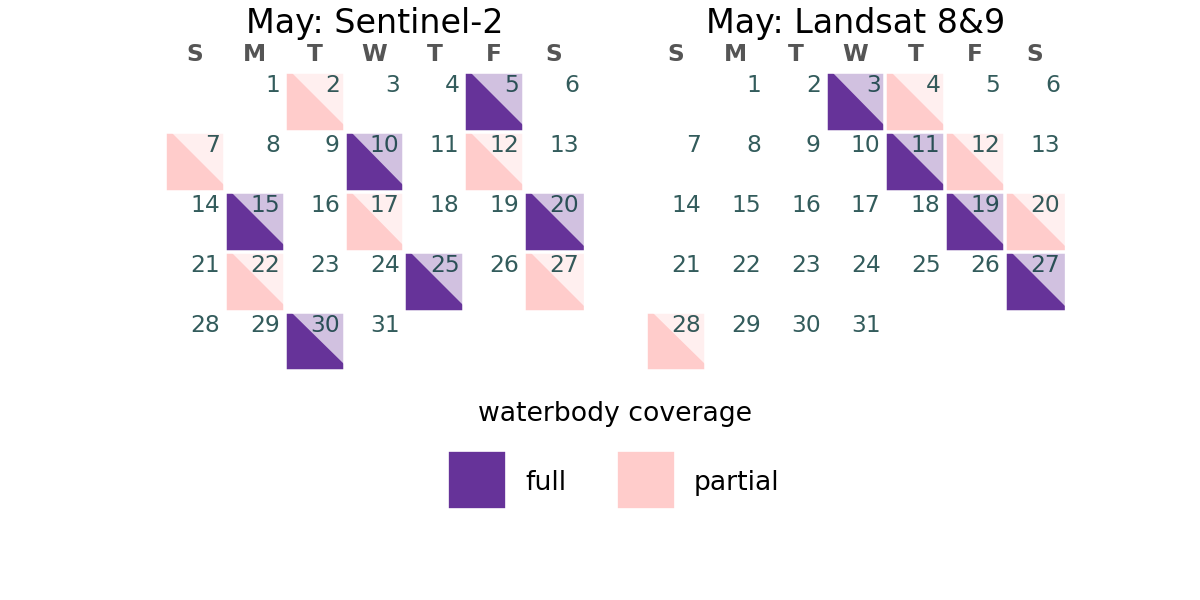 May: Sentinel-2
S M T W T F S
1 2 3 4 5 6
7 8 9 10 11 12 13
14 15 16 17 18 19 20
21 22 23 24 25 26 27
28 29 30 31
May: Landsat 8&9
S M T W T F S
1 2 3 4 5 6
7 8 9 10 11 12 13
14 15 16 17 18 19 20
21 22 23 24 25 26 27
28 29 30 31
waterbody coverage
full partial